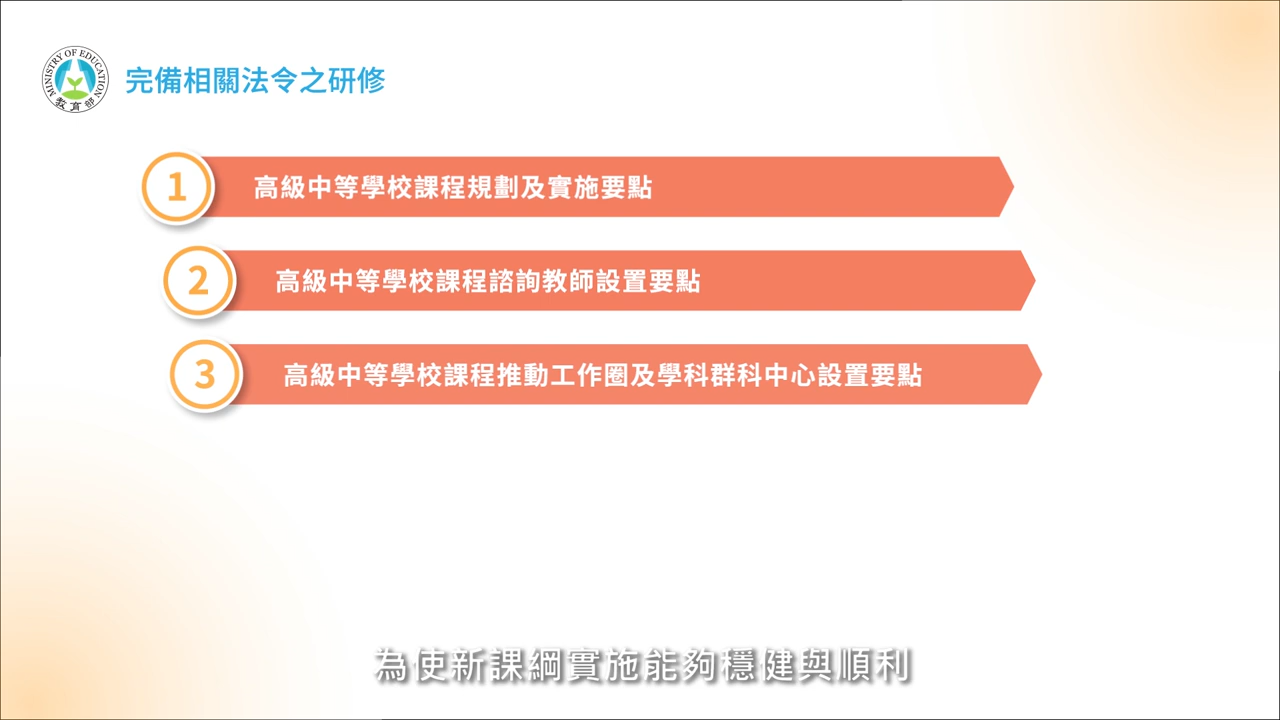 MINISTRY OF EDUCATION
教育部
完備相關法令之研修
1
高級中等學校課程規劃及實施要點
2
高級中等學校課程諮詢教師設置要點
3
高級中等學校課程推動工作圈及學科群科中心設置要點
為使新課綱實施能夠穩健與順利